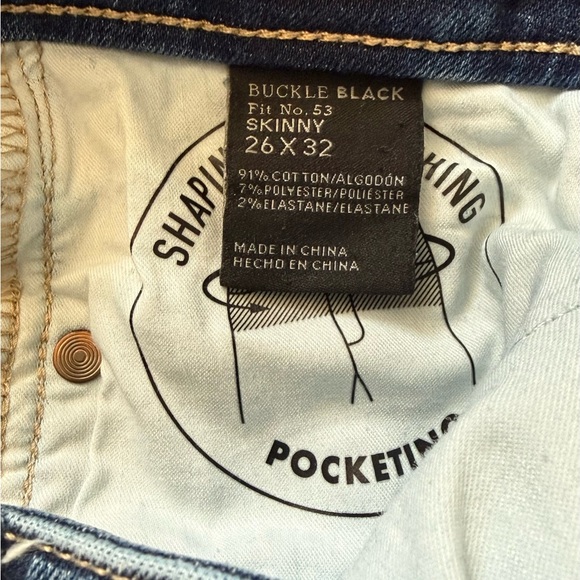 BUCKLE BLACK
Fit No. 53
SKINNY
26 X 32
91% COTTON/ALGODÓN
7% POLYESTER/POLIÉSTER
2% ELASTANE/ELASTANE
MADE IN CHINA
HECHO EN CHINA